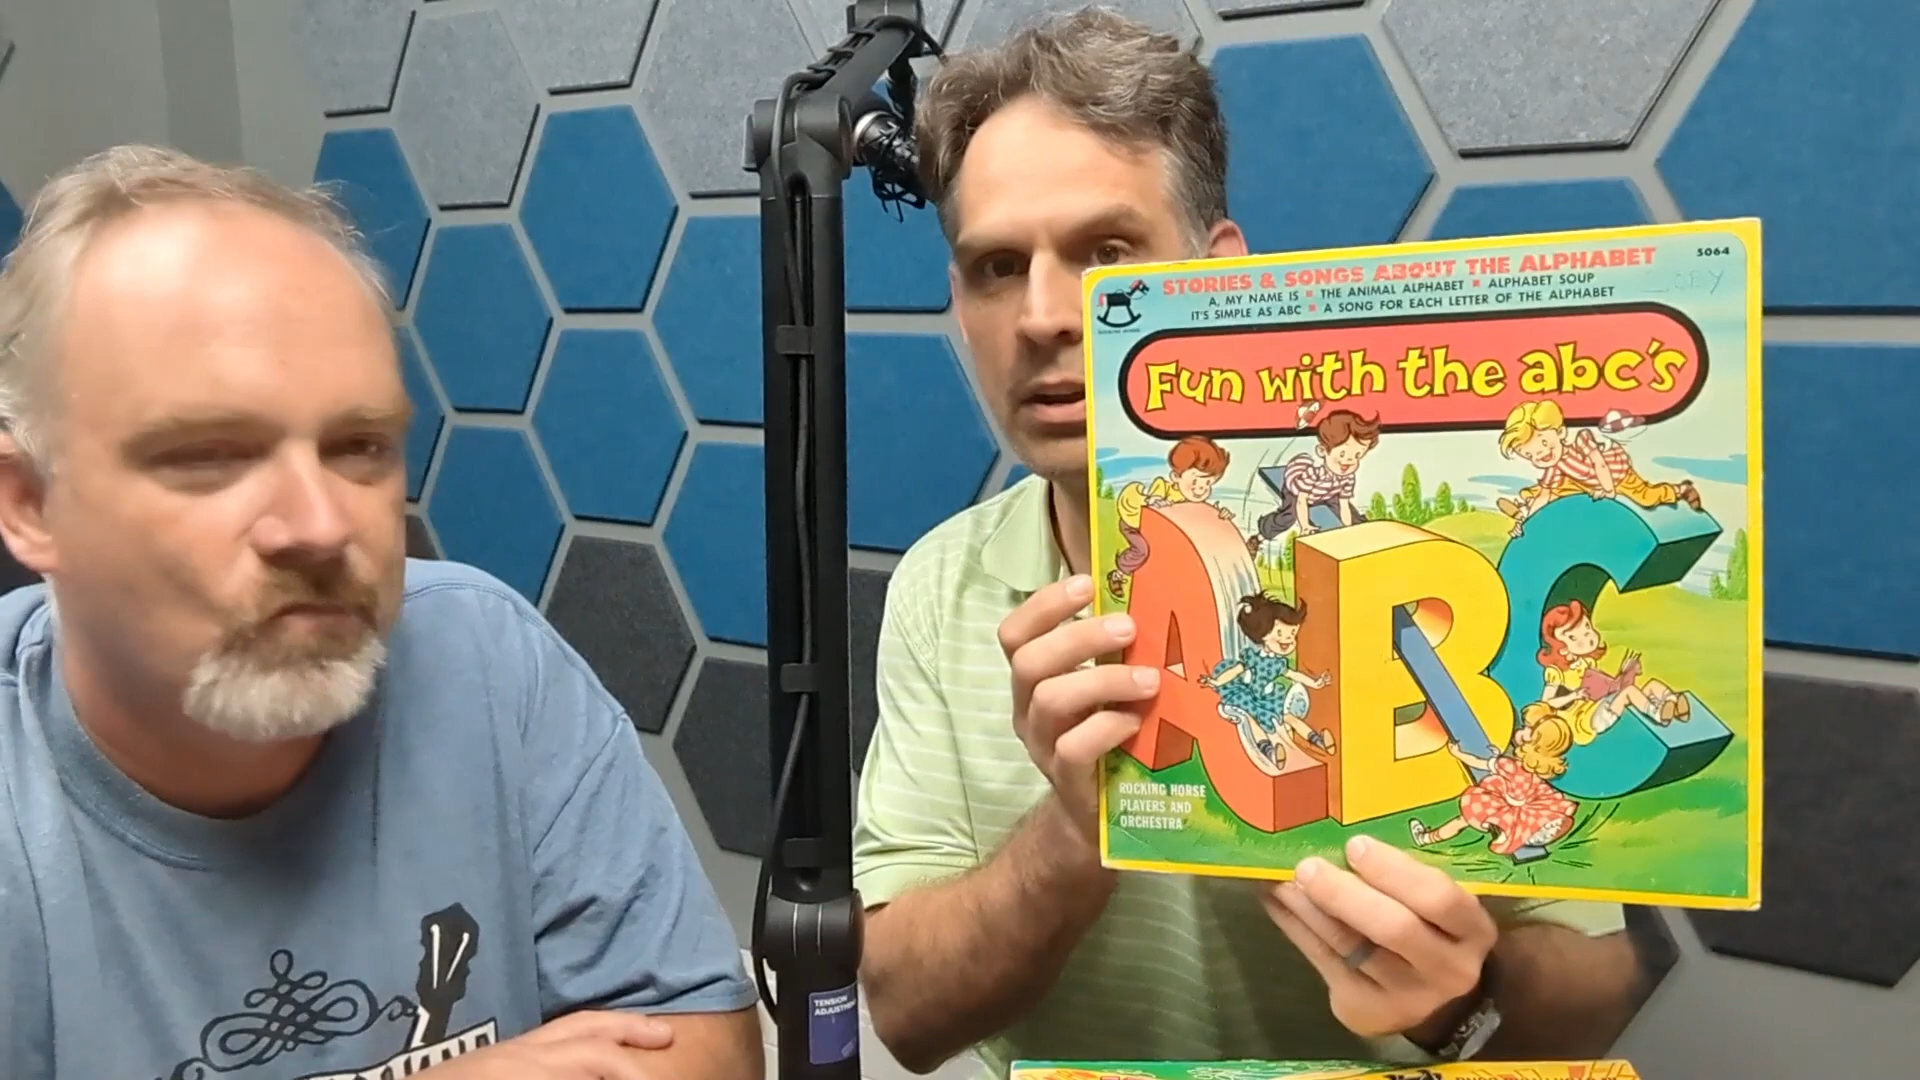 STORIES & SONGS ABOUT THE ALPHABET
5064
A, MY NAME IS ▪ THE ANIMAL ALPHABET ▪ ALPHABET SOUP
IT'S SIMPLE AS ABC ▪ A SONG FOR EACH LETTER OF THE ALPHABET
Fun with the abc's
ABC
ROCKING HORSE
PLAYERS AND
ORCHESTRA
TENSION
ADJUSTMENT